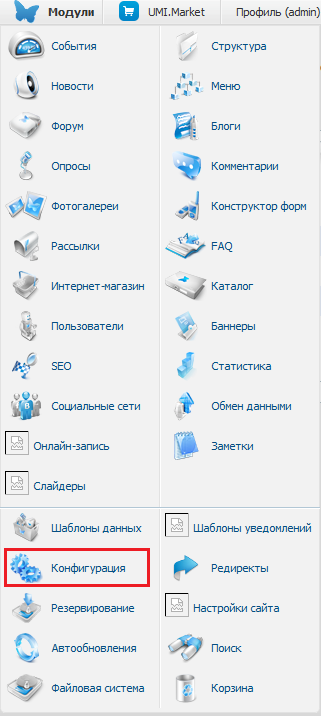 Модули UMI.Market Профиль (admin)
События Структура
Новости Меню
Форум Блоги
Опросы Комментарии
Фотогалереи Конструктор форм
Рассылки FAQ
Интернет-магазин Каталог
Пользователи Баннеры
SEO Статистика
Социальные сети Обмен данными
Онлайн-запись Заметки
Слайдеры
Шаблоны данных Шаблоны уведомлений
Конфигурация Редиректы
Резервирование Настройки сайта
Автообновления Поиск
Файловая система Корзина